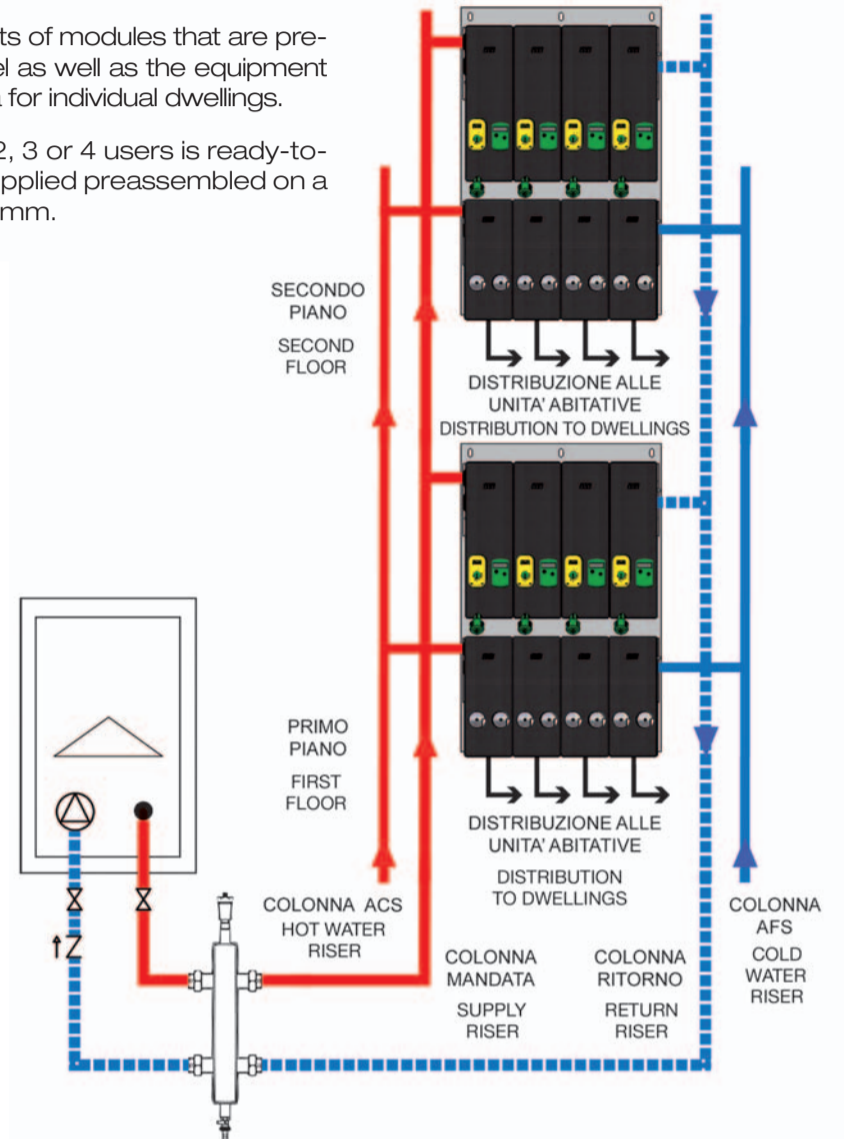 ts of modules that are pre-
el as well as the equipment
a for individual dwellings.
2, 3 or 4 users is ready-to-
pplied preassembled on a
mm.
SECONDO
PIANO
SECOND
FLOOR
DISTRIBUZIONE ALLE
UNITA' ABITATIVE
DISTRIBUTION TO DWELLINGS
PRIMO
PIANO
FIRST
FLOOR
DISTRIBUZIONE ALLE
UNITA' ABITATIVE
DISTRIBUTION
TO DWELLINGS
COLONNA ACS
HOT WATER
RISER
COLONNA
MANDATA
SUPPLY
RISER
COLONNA
RITORNO
RETURN
RISER
COLONNA
AFS
COLD
WATER
RISER